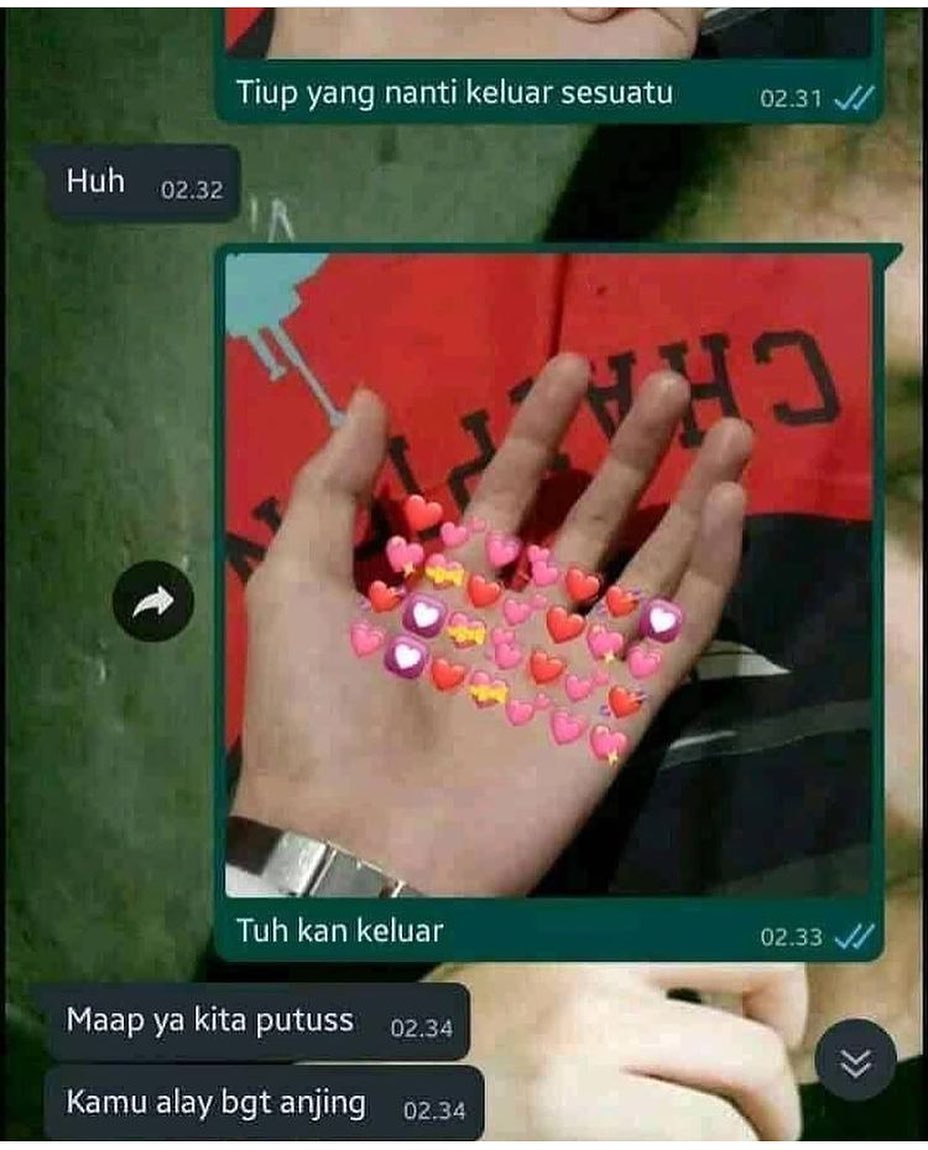 Tiup yang nanti keluar sesuatu 02.31
Huh 02.32
Tuh kan keluar 02.33
Maap ya kita putuss 02.34
Kamu alay bgt anjing 02.34